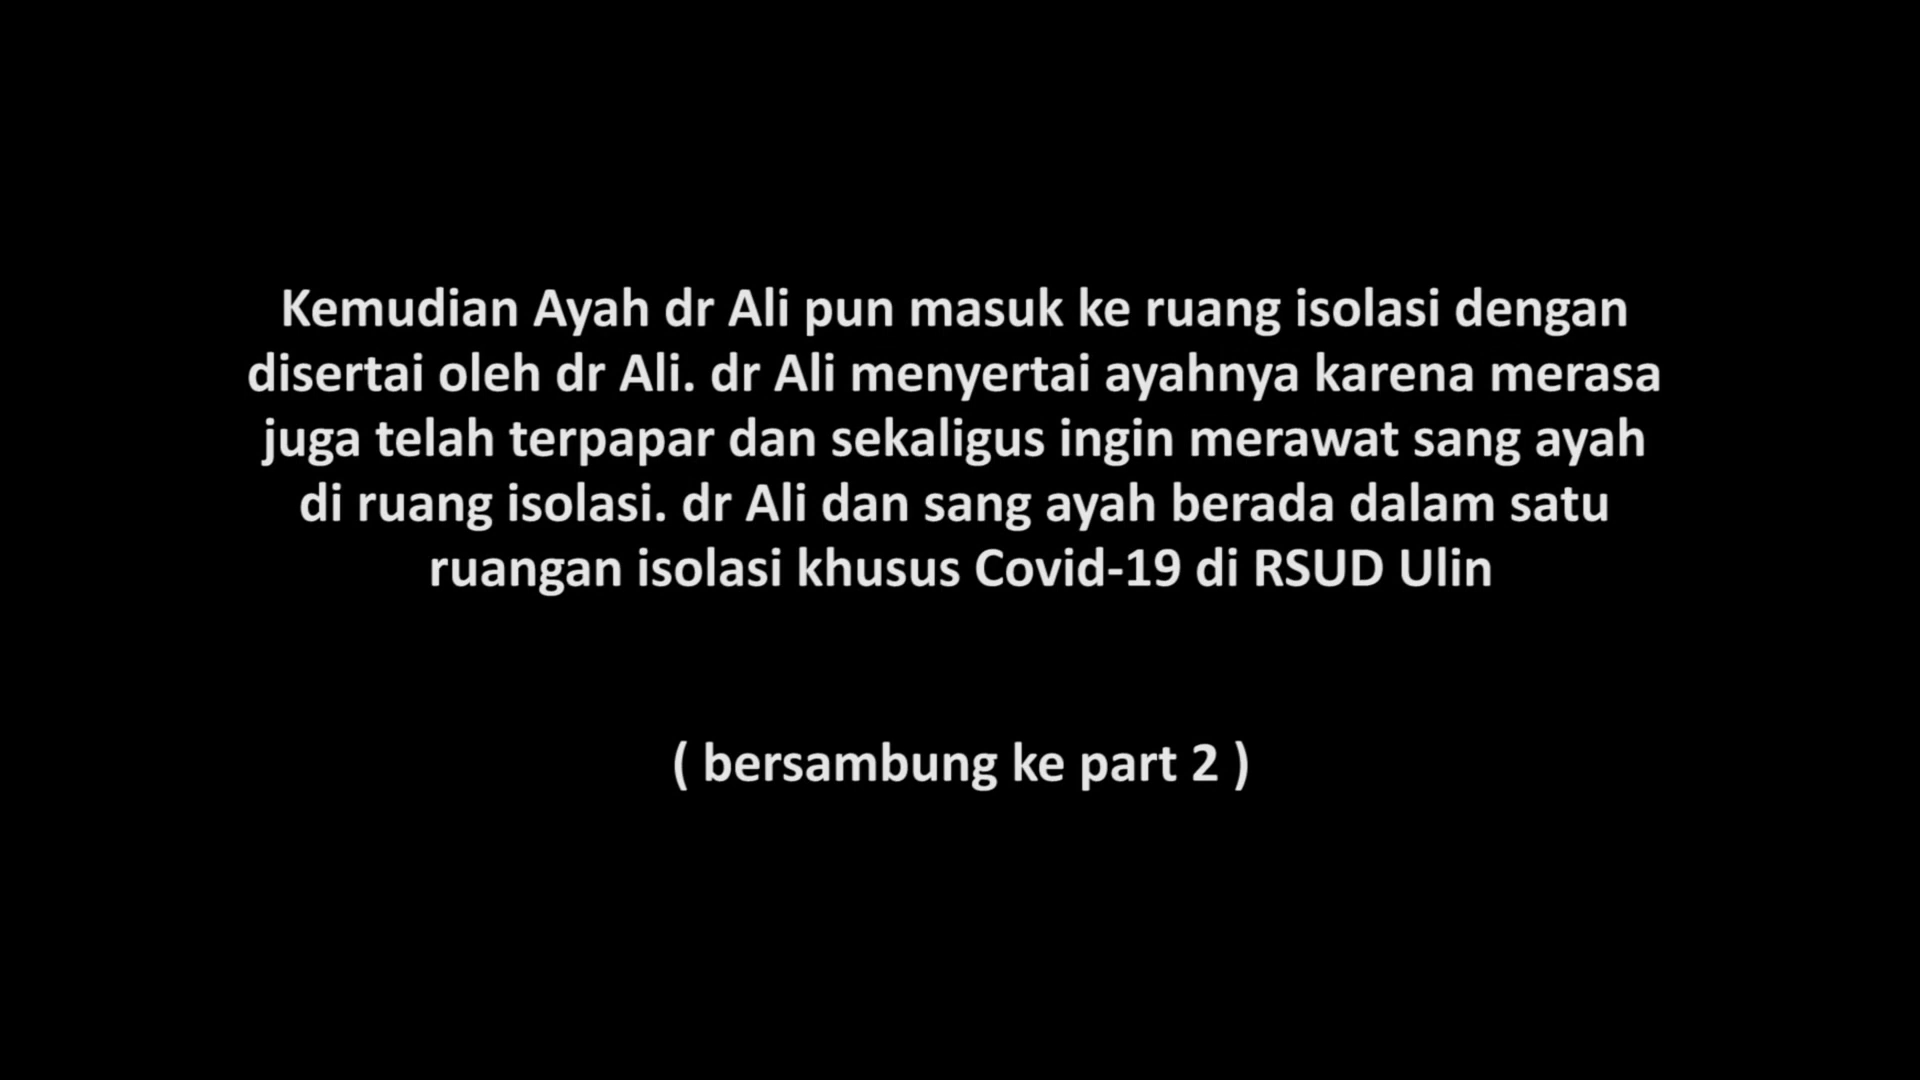 Kemudian Ayah dr Ali pun masuk ke ruang isolasi dengan
disertai oleh dr Ali. dr Ali menyertai ayahnya karena merasa
juga telah terpapar dan sekaligus ingin merawat sang ayah
di ruang isolasi. dr Ali dan sang ayah berada dalam satu
ruangan isolasi khusus Covid-19 di RSUD Ulin
( bersambung ke part 2 )